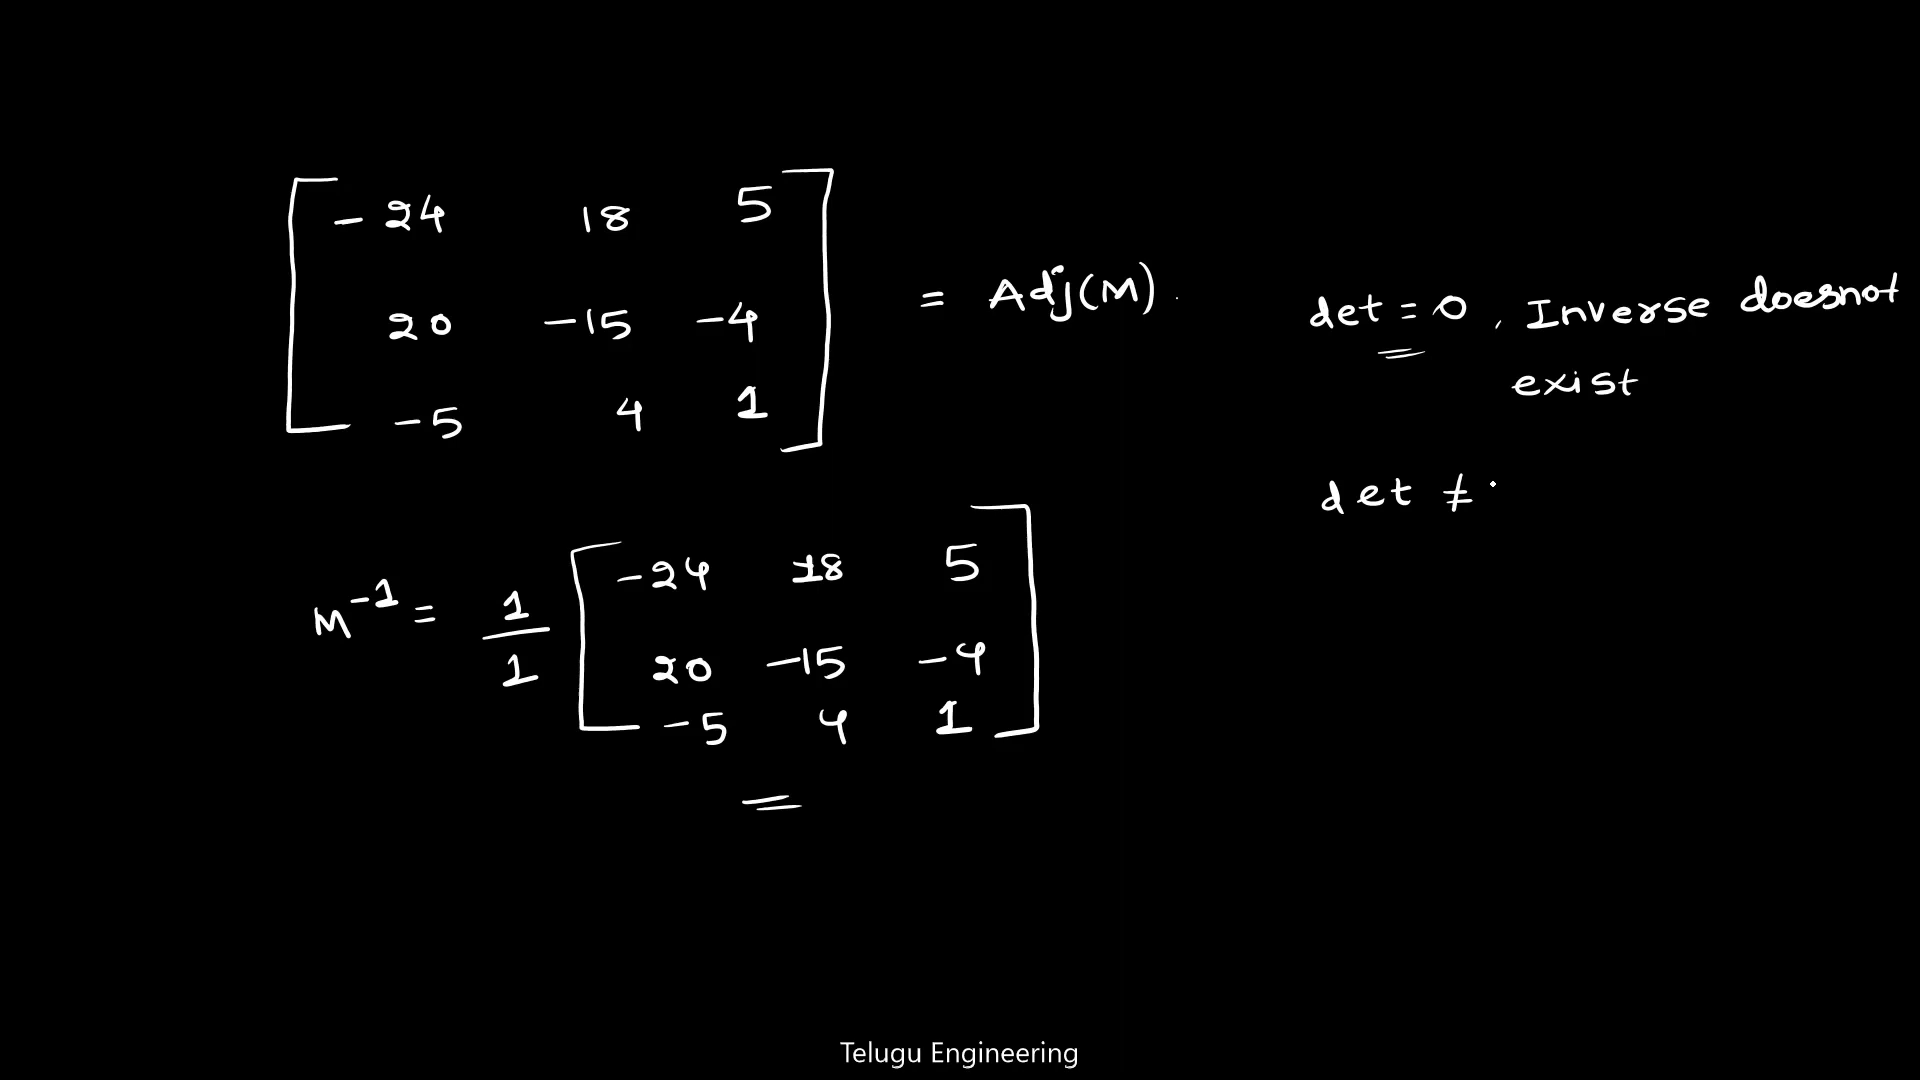 -24 18 5
20 -15 -4
-5 4 1
= Adj(M).
det = 0, Inverse doesnot
exist
det ≠
M⁻¹ = 1/1
-24 18 5
20 -15 -4
-5 4 1
Telugu Engineering